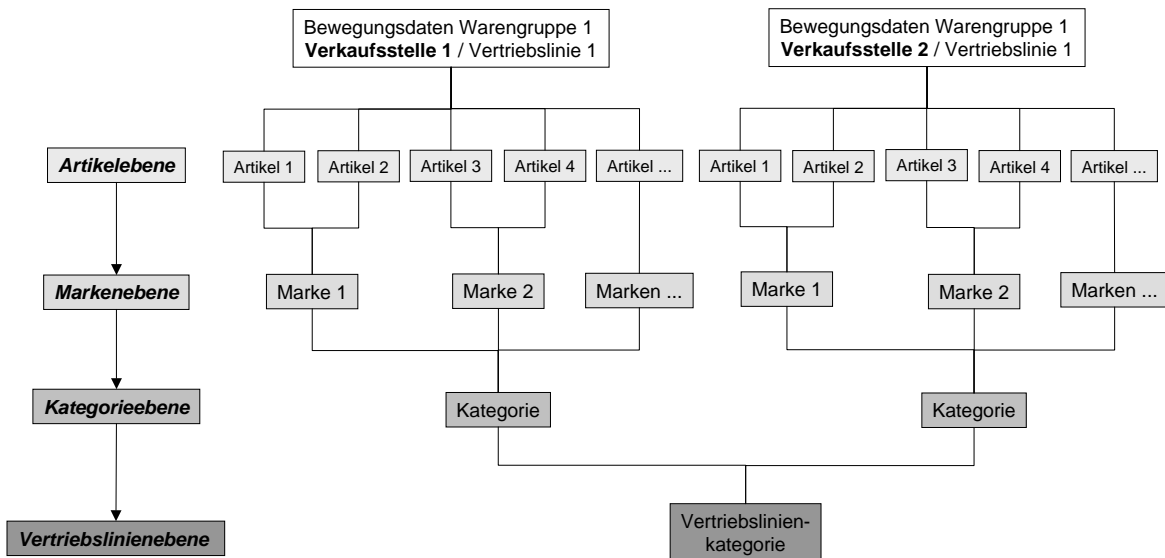 Bewegungsdaten Warengruppe 1
Verkaufsstelle 1 / Vertriebslinie 1
Bewegungsdaten Warengruppe 1
Verkaufsstelle 2 / Vertriebslinie 1
Artikelebene
Artikel 1
Artikel 2
Artikel 3
Artikel 4
Artikel ...
Artikel 1
Artikel 2
Artikel 3
Artikel 4
Artikel ...
Markenebene
Marke 1
Marke 2
Marken ...
Marke 1
Marke 2
Marken ...
Kategorieebene
Kategorie
Kategorie
Vertriebslinienebene
Vertriebslinien-
kategorie